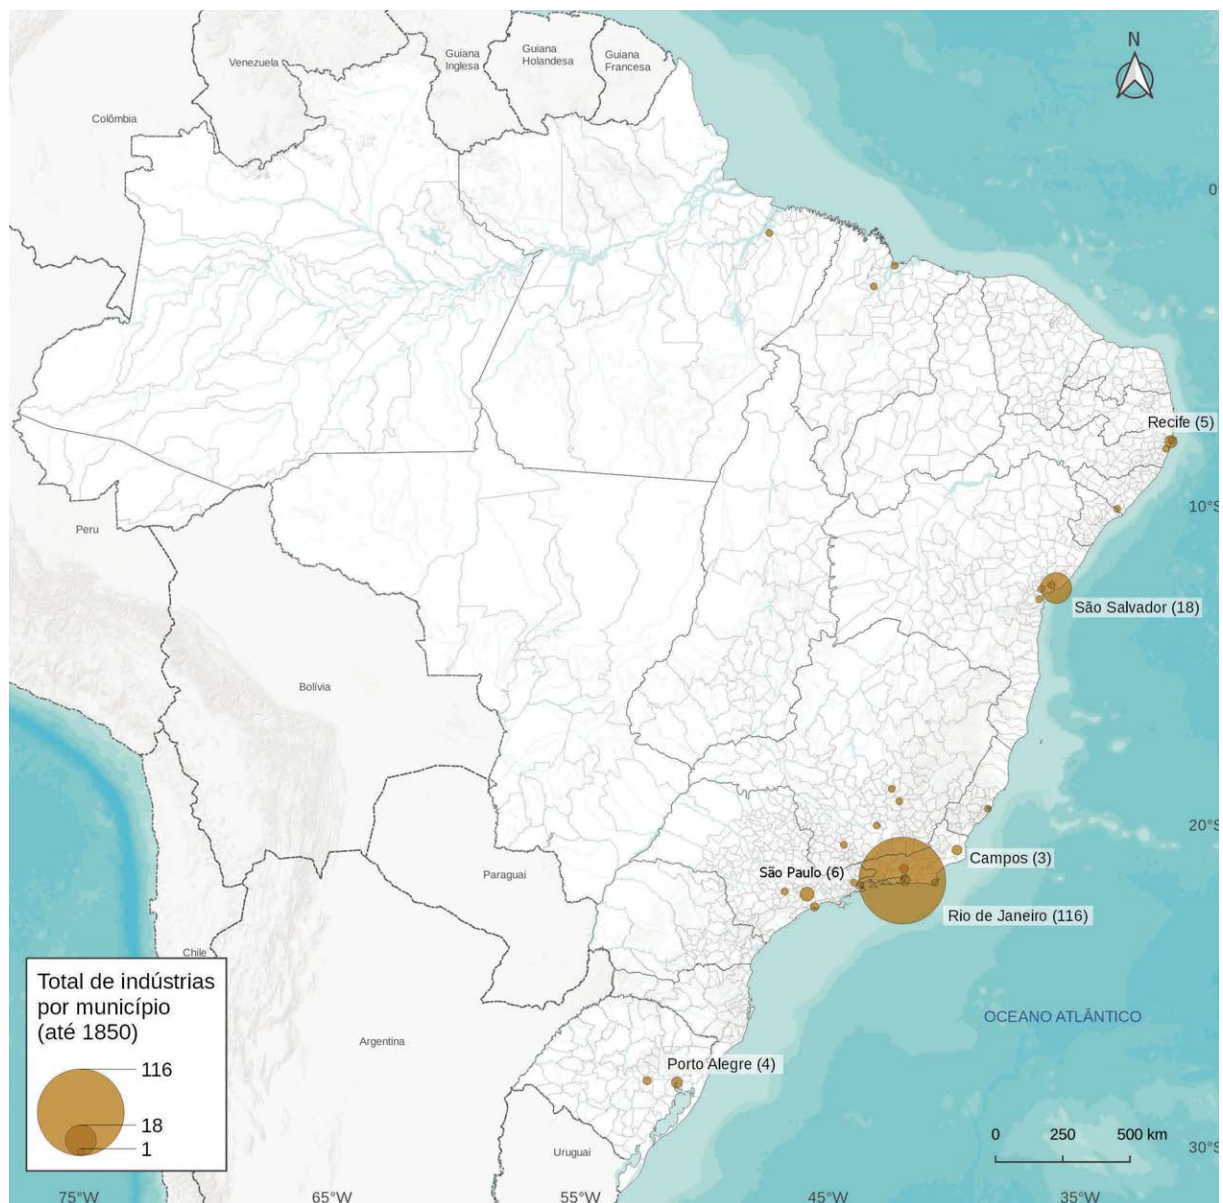 N
Venezuela
Guiana
Inglesa
Guiana
Holandesa
Guiana
Francesa
Colômbia
0°
Recife (5)
10°S
Peru
São Salvador (18)
Bolívia
20°S
Campos (3)
São Paulo (6)
Paraguai
Rio de Janeiro (116)
Chile
Total de indústrias
por município
(até 1850)
116
18
1
OCEANO ATLÂNTICO
Argentina
Porto Alegre (4)
0 250 500 km
30°S
Uruguai
75°W 65°W 55°W 45°W 35°W